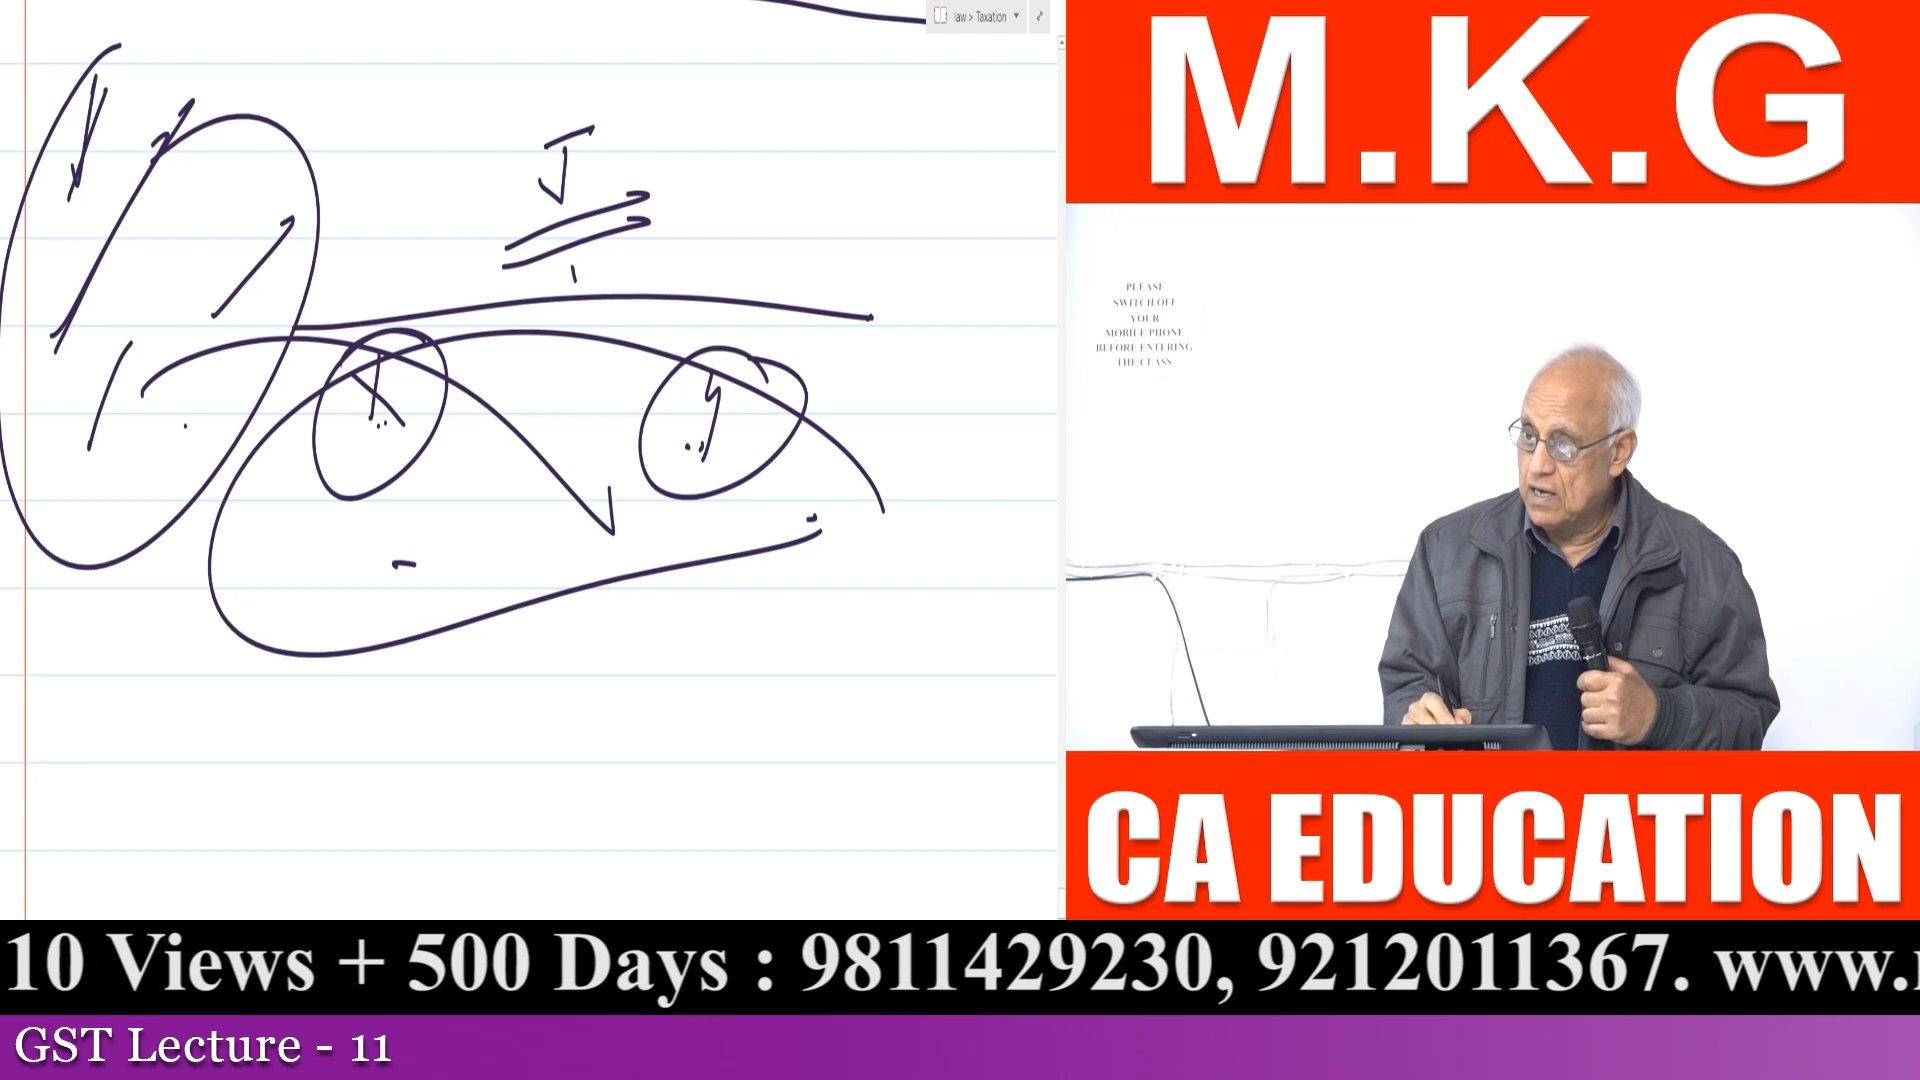 law > Taxation
M.K.G
PLEASE
SWITCH OFF
YOUR
MOBILE PHONE
BEFORE ENTERING
THE CLASS
CA EDUCATION
10 Views + 500 Days : 9811429230, 9212011367. www.
GST Lecture - 11